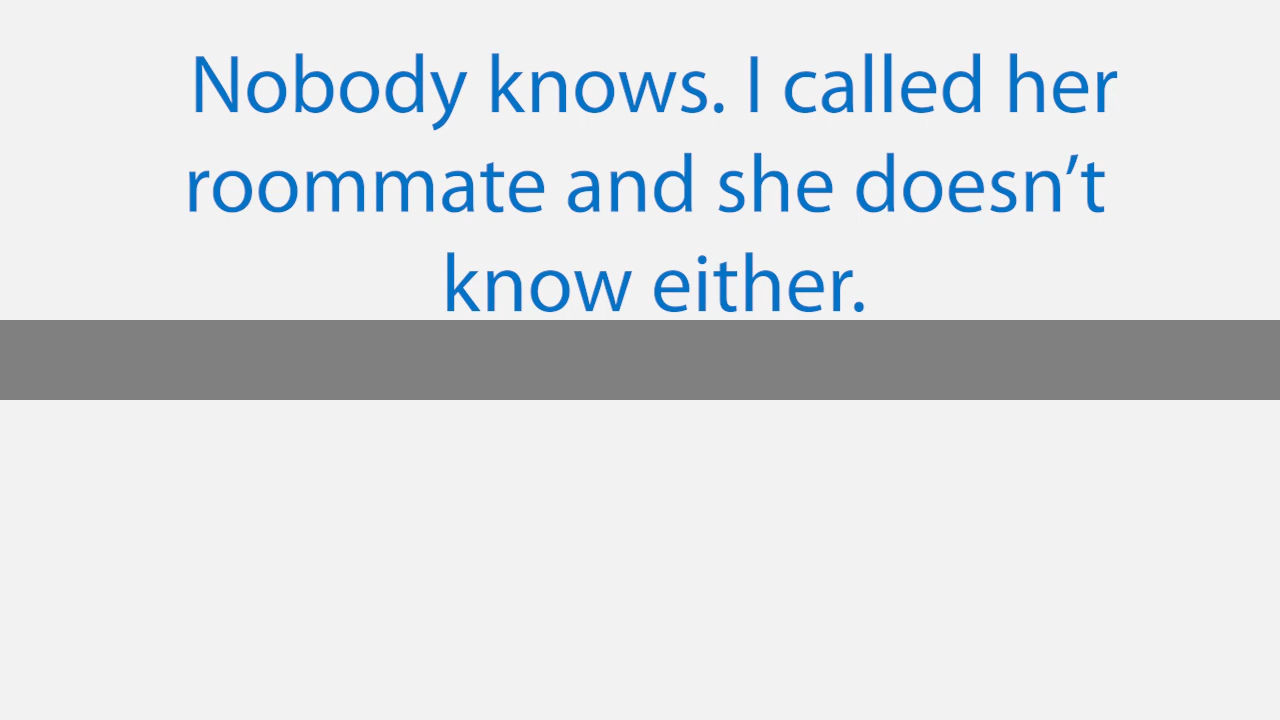 Nobody knows. I called her
roommate and she doesn’t
know either.